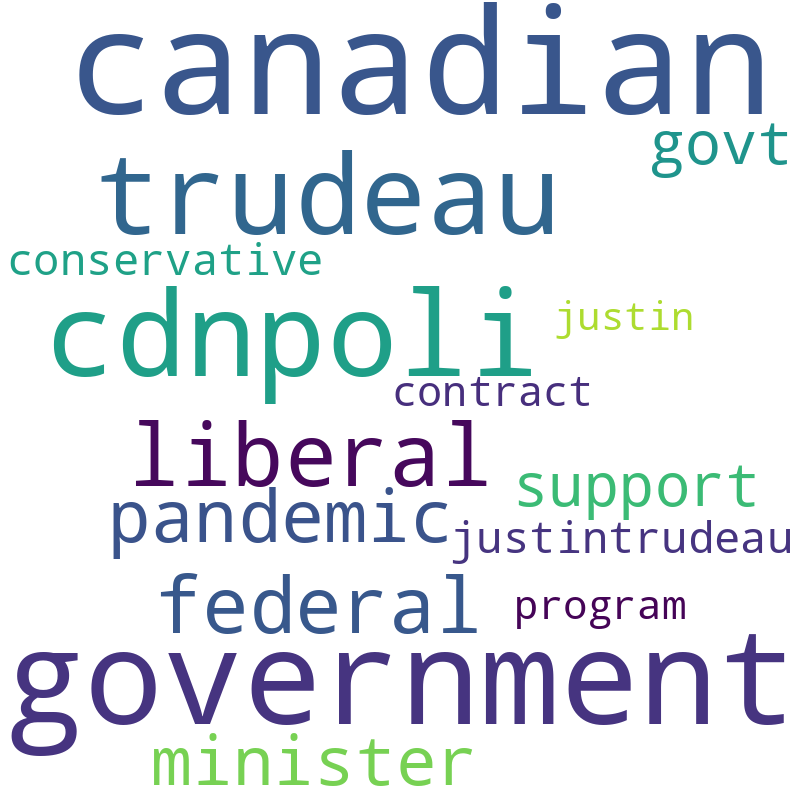 canadian
govt
trudeau
conservative
cdnpoli
justin
contract
liberal
support
pandemic
justintrudeau
federal
program
government
minister